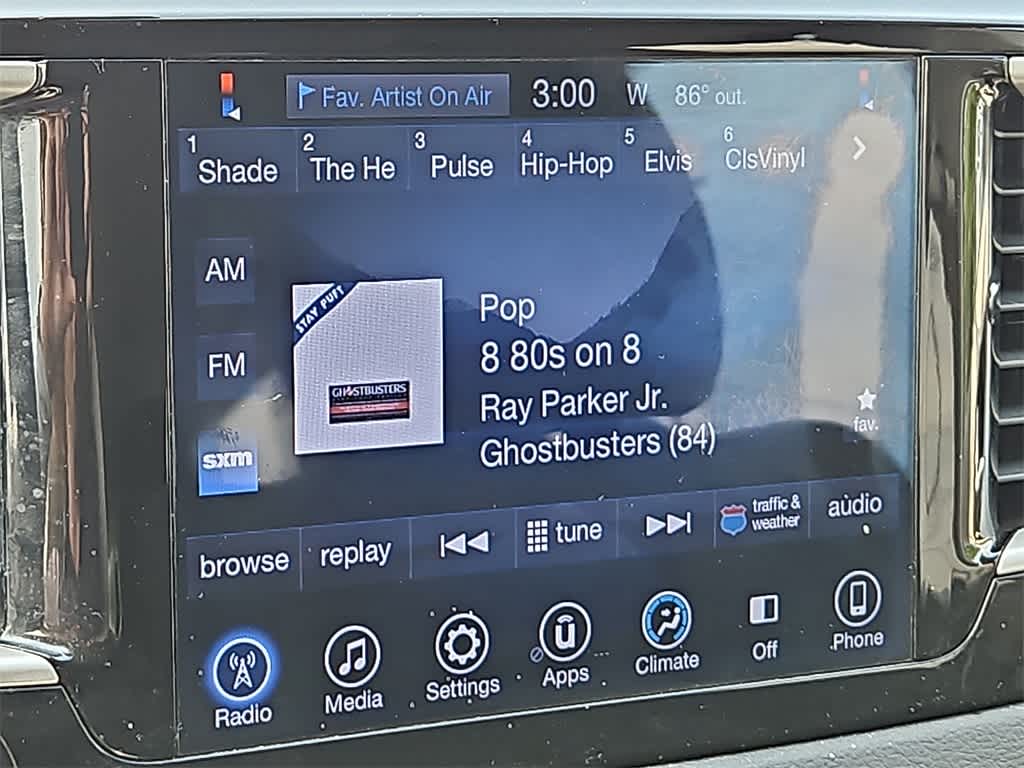 Fav. Artist On Air 3:00 W 86° out.
1 Shade 2 The He 3 Pulse 4 Hip-Hop 5 Elvis 6 ClsVinyl
AM
FM
sxm
STAY PUFT
GHOSTBUSTERS
Pop
8 80s on 8
Ray Parker Jr.
Ghostbusters (84)
fav.
browse replay tune traffic & weather audio
Radio Media Settings Apps Climate Off Phone